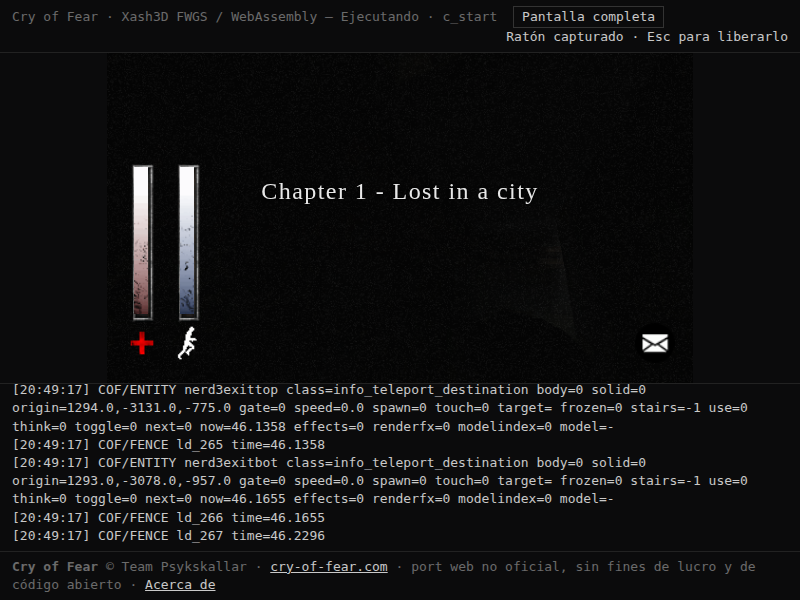 Cry of Fear · Xash3D FWGS / WebAssembly — Ejecutando · c_start
Pantalla completa
Ratón capturado · Esc para liberarlo
Chapter 1 - Lost in a city
[20:49:17] COF/ENTITY nerd3exittop class=info_teleport_destination body=0 solid=0
origin=1294.0,-3131.0,-775.0 gate=0 speed=0.0 spawn=0 touch=0 target= frozen=0 stairs=-1 use=0
think=0 toggle=0 next=0 now=46.1358 effects=0 renderfx=0 modelindex=0 model=-
[20:49:17] COF/FENCE ld_265 time=46.1358
[20:49:17] COF/ENTITY nerd3exitbot class=info_teleport_destination body=0 solid=0
origin=1293.0,-3078.0,-957.0 gate=0 speed=0.0 spawn=0 touch=0 target= frozen=0 stairs=-1 use=0
think=0 toggle=0 next=0 now=46.1655 effects=0 renderfx=0 modelindex=0 model=-
[20:49:17] COF/FENCE ld_266 time=46.1655
[20:49:17] COF/FENCE ld_267 time=46.2296
Cry of Fear © Team Psykskallar · cry-of-fear.com · port web no oficial, sin fines de lucro y de
código abierto · Acerca de